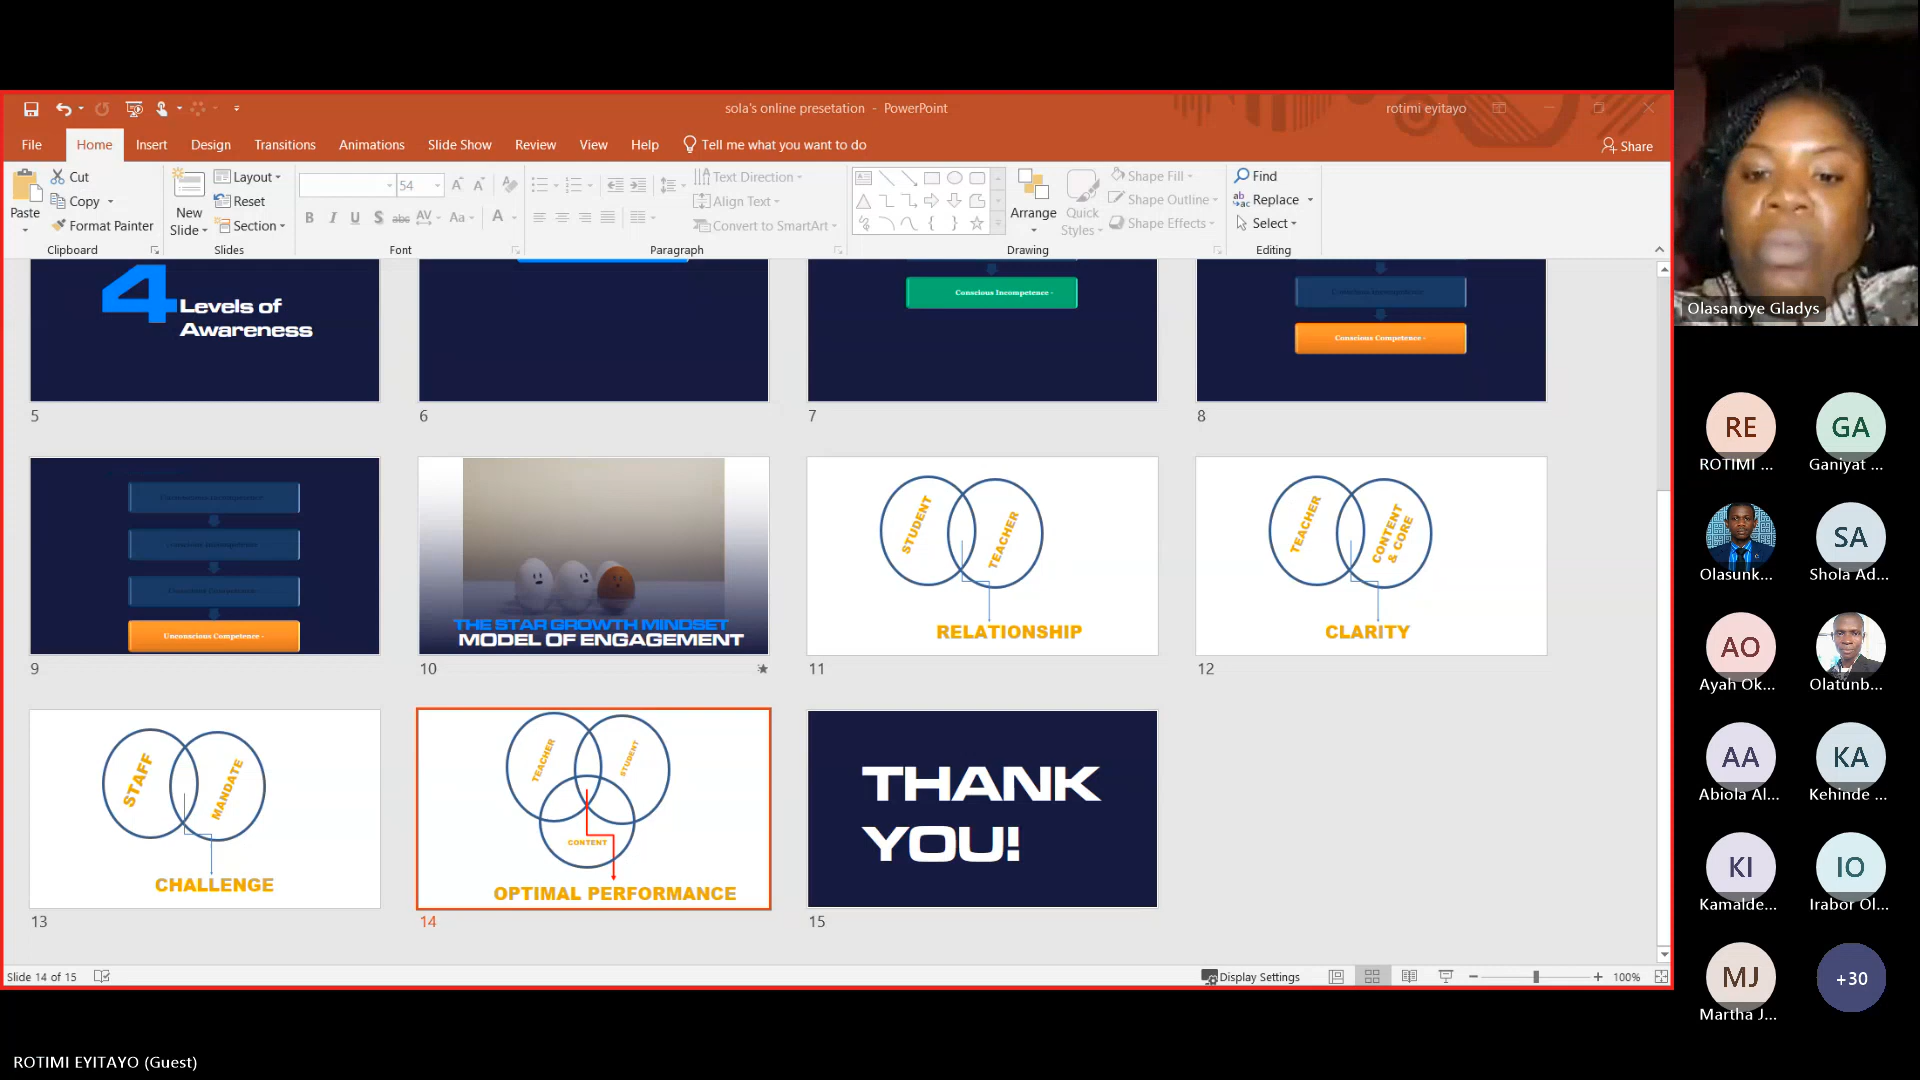 sola's online presetation - PowerPoint
rotimi eyitayo
File Home Insert Design Transitions Animations Slide Show Review View Help Tell me what you want to do
Share
Paste
Cut
Copy
Format Painter
Clipboard
New Slide
Layout
Reset
Section
Slides
54
B I U S abc AV Aa A
Font
Text Direction
Align Text
Convert to SmartArt
Paragraph
Arrange
Quick Styles
Shape Fill
Shape Outline
Shape Effects
Drawing
Find
Replace
Select
Editing
4 Levels of
Awareness
Conscious Incompetence -
Conscious Competence -
5
6
7
8
Unconscious Competence -
THE STAR GROWTH MINDSET
MODEL OF ENGAGEMENT
STUDENT
TEACHER
RELATIONSHIP
TEACHER
CONTENT
& CORE
CLARITY
9
10
11
12
STAFF
MANDATE
CHALLENGE
TEACHER
STUDENT
CONTENT
OPTIMAL PERFORMANCE
THANK
YOU!
13
14
15
Slide 14 of 15
Display Settings
100%
Olasanoye Gladys
RE
ROTIMI ...
GA
Ganiyat ...
Olasunk...
SA
Shola Ad...
AO
Ayah Ok...
Olatunb...
AA
Abiola Al...
KA
Kehinde ...
KI
Kamalde...
IO
Irabor Ol...
MJ
Martha J...
+30
ROTIMI EYITAYO (Guest)